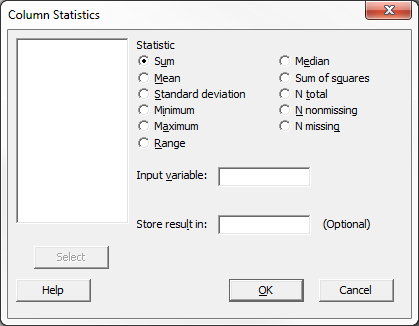 Column Statistics
Statistic
Sum
Mean
Standard deviation
Minimum
Maximum
Range
Median
Sum of squares
N total
N nonmissing
N missing
Input variable:
Store result in:
(Optional)
Select
Help
OK
Cancel